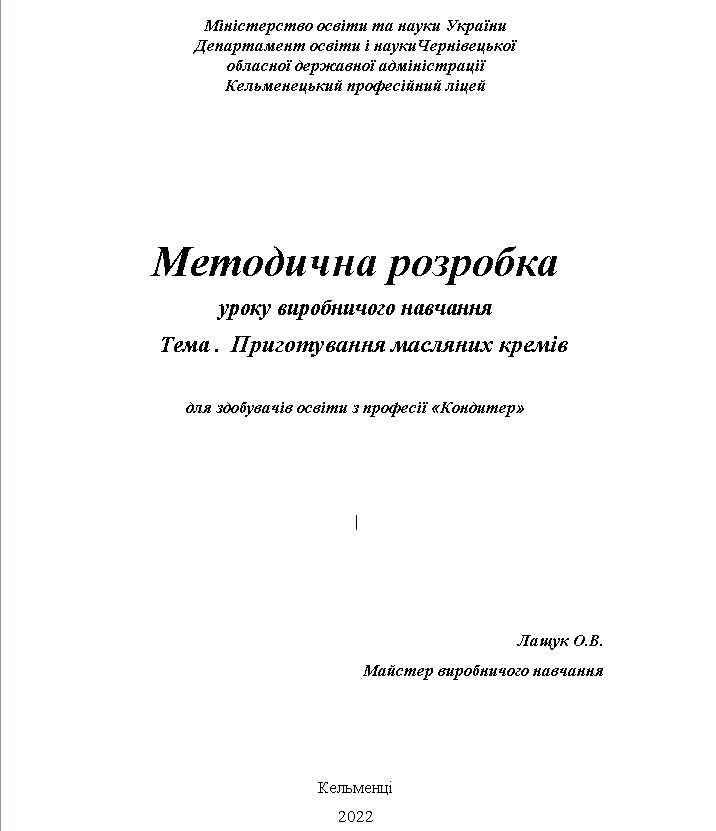 Міністерство освіти та науки України
Департамент освіти і наукиЧернівецької
обласної державної адміністрації
Кельменецький професійний ліцей
Методична розробка
уроку виробничого навчання
Тема . Приготування масляних кремів
для здобувачів освіти з професії «Кондитер»
Лащук О.В.
Майстер виробничого навчання
Кельменці
2022